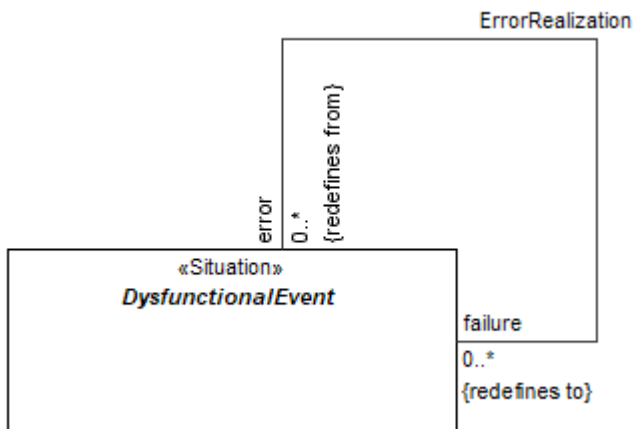 ErrorRealization
error
0..*
{redefines from}
«Situation»
DysfunctionalEvent
failure
0..*
{redefines to}